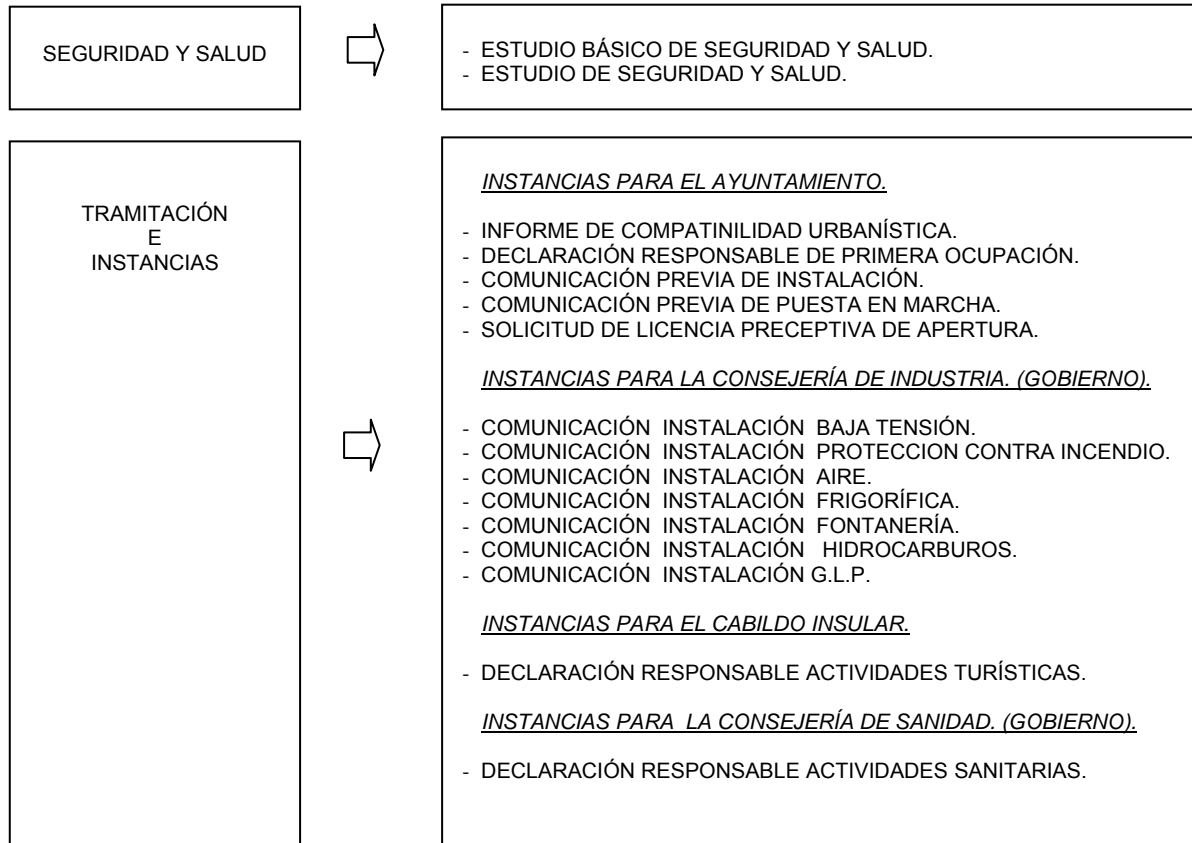 SEGURIDAD Y SALUD
- ESTUDIO BÁSICO DE SEGURIDAD Y SALUD.
- ESTUDIO DE SEGURIDAD Y SALUD.
TRAMITACIÓN
E
INSTANCIAS
INSTANCIAS PARA EL AYUNTAMIENTO.
- INFORME DE COMPATINILIDAD URBANÍSTICA.
- DECLARACIÓN RESPONSABLE DE PRIMERA OCUPACIÓN.
- COMUNICACIÓN PREVIA DE INSTALACIÓN.
- COMUNICACIÓN PREVIA DE PUESTA EN MARCHA.
- SOLICITUD DE LICENCIA PRECEPTIVA DE APERTURA.
INSTANCIAS PARA LA CONSEJERÍA DE INDUSTRIA. (GOBIERNO).
- COMUNICACIÓN INSTALACIÓN BAJA TENSIÓN.
- COMUNICACIÓN INSTALACIÓN PROTECCION CONTRA INCENDIO.
- COMUNICACIÓN INSTALACIÓN AIRE.
- COMUNICACIÓN INSTALACIÓN FRIGORÍFICA.
- COMUNICACIÓN INSTALACIÓN FONTANERÍA.
- COMUNICACIÓN INSTALACIÓN HIDROCARBUROS.
- COMUNICACIÓN INSTALACIÓN G.L.P.
INSTANCIAS PARA EL CABILDO INSULAR.
- DECLARACIÓN RESPONSABLE ACTIVIDADES TURÍSTICAS.
INSTANCIAS PARA LA CONSEJERÍA DE SANIDAD. (GOBIERNO).
- DECLARACIÓN RESPONSABLE ACTIVIDADES SANITARIAS.